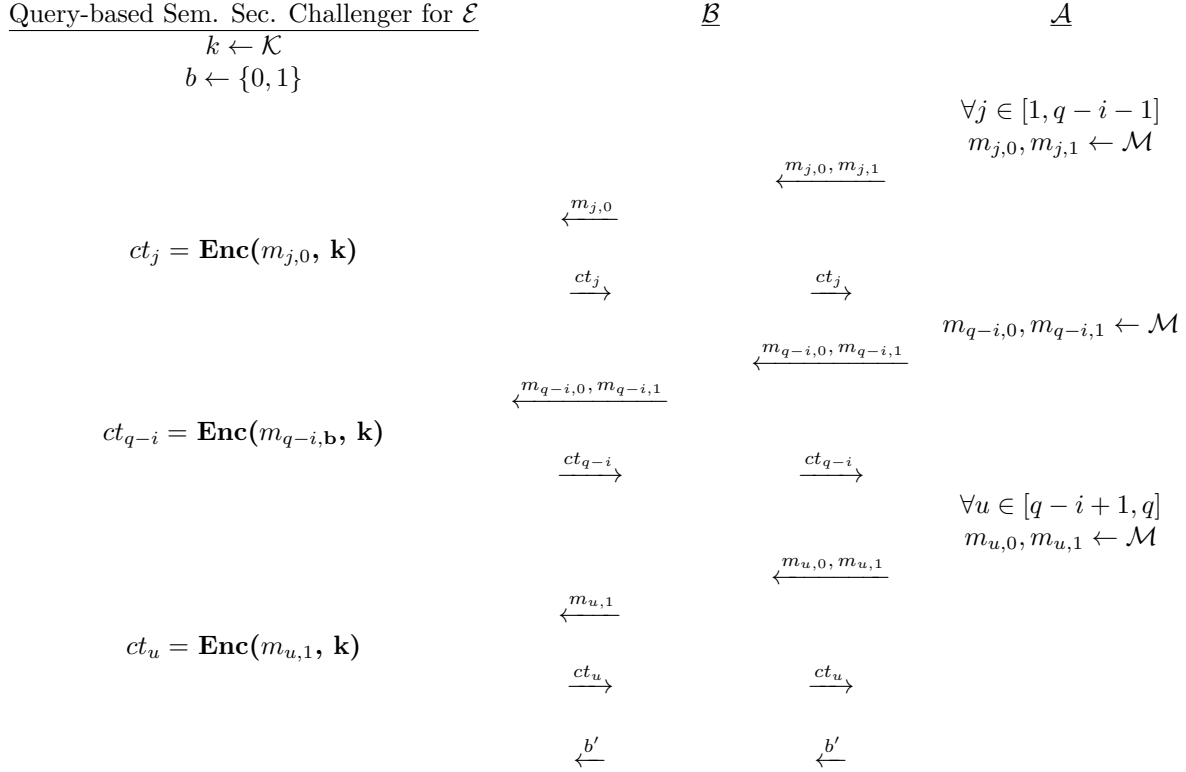 Query-based Sem. Sec. Challenger for ℰ ℬ 𝒜
k ← 𝒦
b ← {0, 1}
∀j ∈ [1, q − i − 1]
m_{j,0}, m_{j,1} ← ℳ
m_{j,0}, m_{j,1}
m_{j,0}
ct_j = Enc(m_{j,0}, k)
ct_j ct_j
m_{q−i,0}, m_{q−i,1} ← ℳ
m_{q−i,0}, m_{q−i,1}
m_{q−i,0}, m_{q−i,1}
ct_{q−i} = Enc(m_{q−i,b}, k)
ct_{q−i} ct_{q−i}
∀u ∈ [q − i + 1, q]
m_{u,0}, m_{u,1} ← ℳ
m_{u,0}, m_{u,1}
m_{u,1}
ct_u = Enc(m_{u,1}, k)
ct_u ct_u
b′ b′